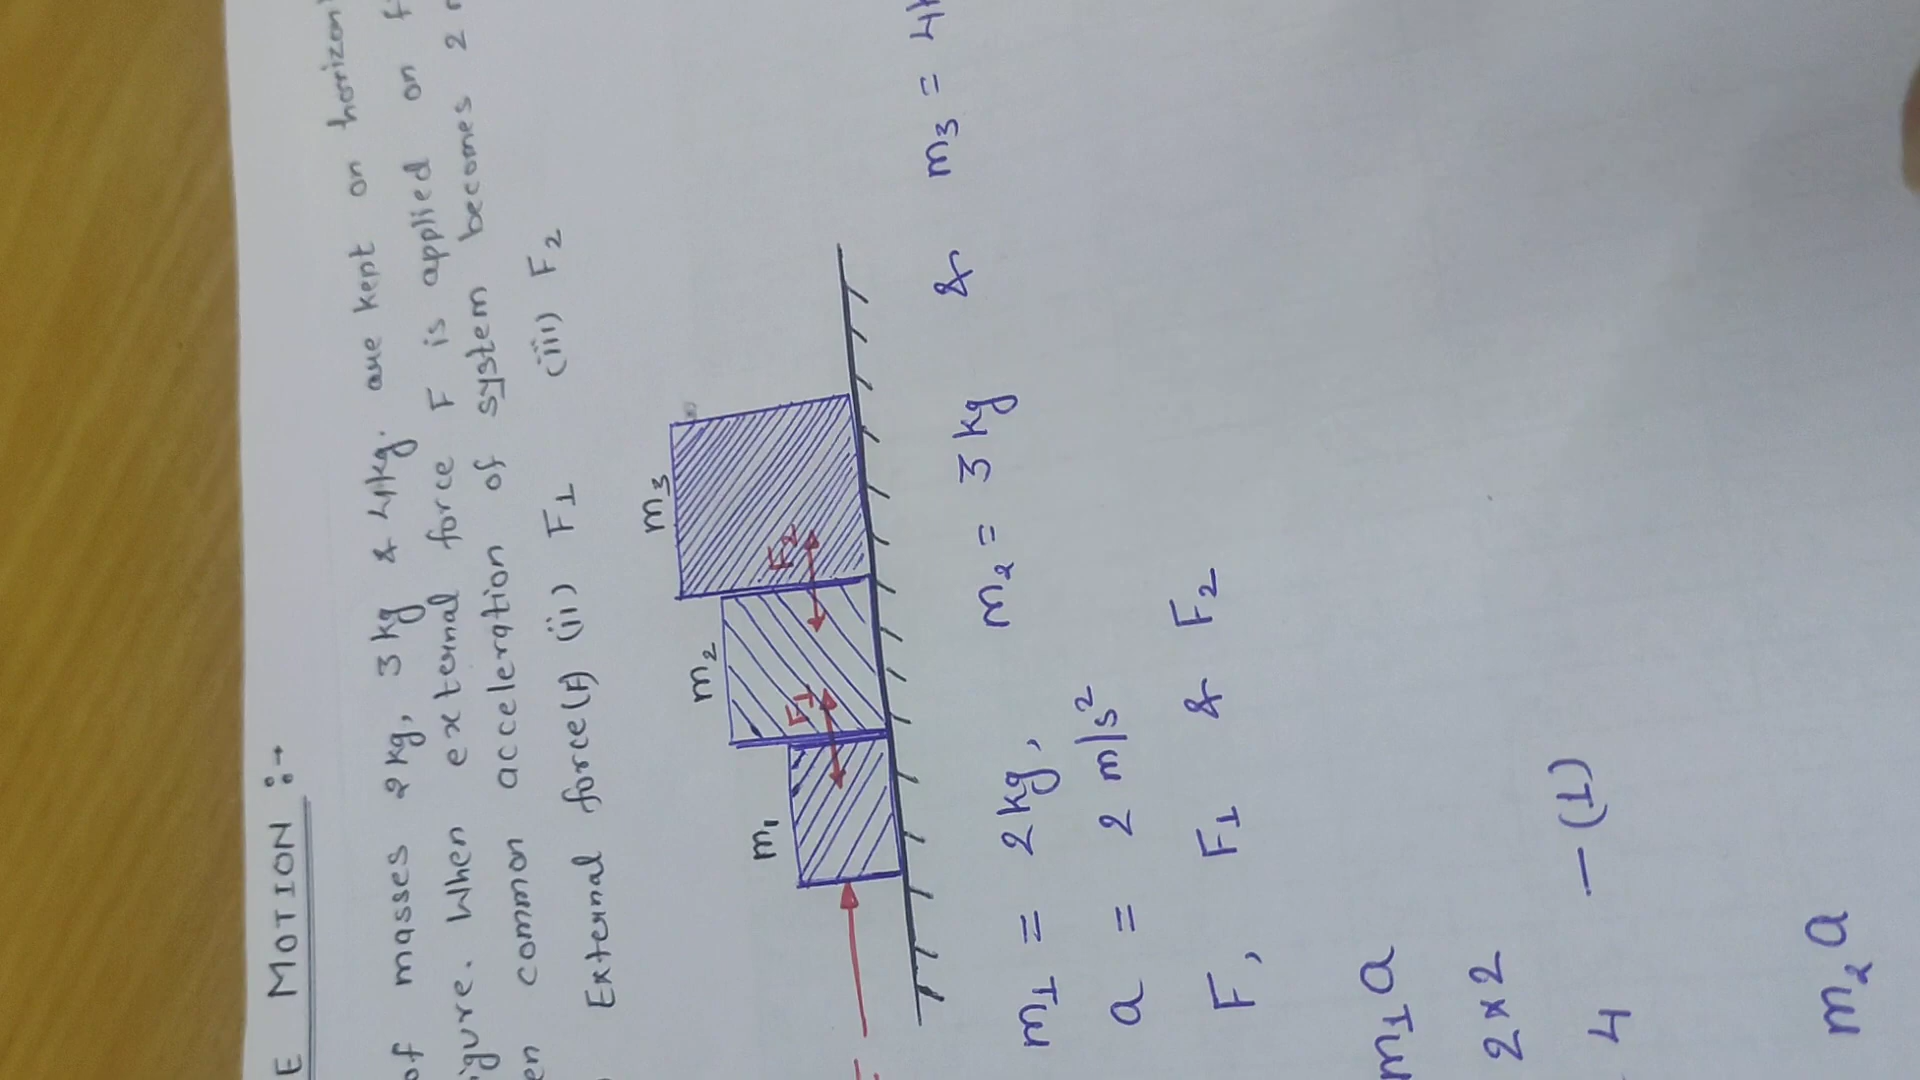 E MOTION :→
of masses 2kg, 3kg & 4kg. are kept on
igure. When external force F is applied on
en common acceleration of system becomes 2
External force(F) (ii) F1 (iii) F2
m1 m2 m3
F1 F2
m1 = 2kg, m2 = 3kg & m3 = 4
a = 2 m/s²
F, F1 & F2
m1a
2×2
4 —(1)
m2a